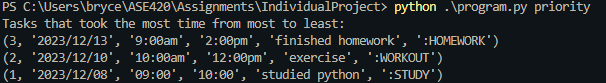 PS C:\Users\bryce\ASE420\Assignments\IndividualProject> python .\program.py priority
Tasks that took the most time from most to least:
(3, '2023/12/13', '9:00am', '2:00pm', 'finished homework', ':HOMEWORK')
(2, '2023/12/10', '10:00am', '12:00pm', 'exercise', ':WORKOUT')
(1, '2023/12/08', '09:00', '10:00', 'studied python', ':STUDY')